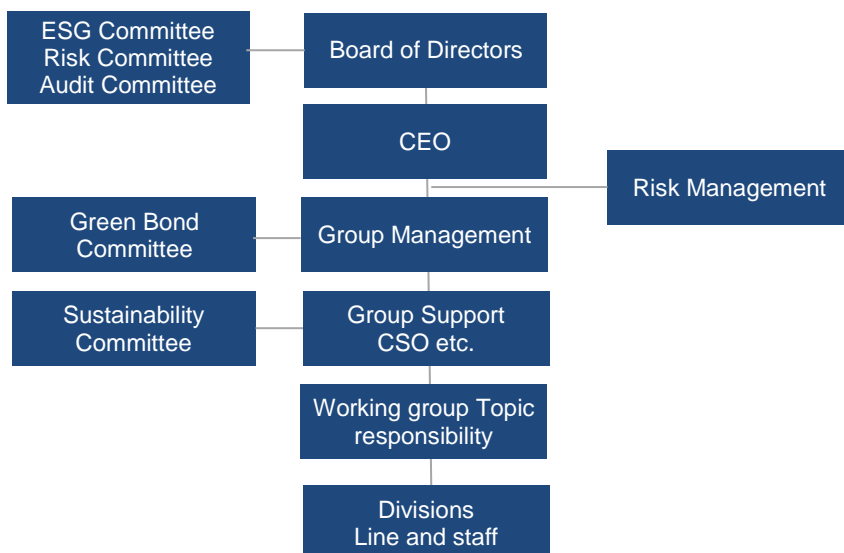 ESG Committee
Risk Committee
Audit Committee
Board of Directors
CEO
Risk Management
Green Bond
Committee
Group Management
Sustainability
Committee
Group Support
CSO etc.
Working group Topic
responsibility
Divisions
Line and staff